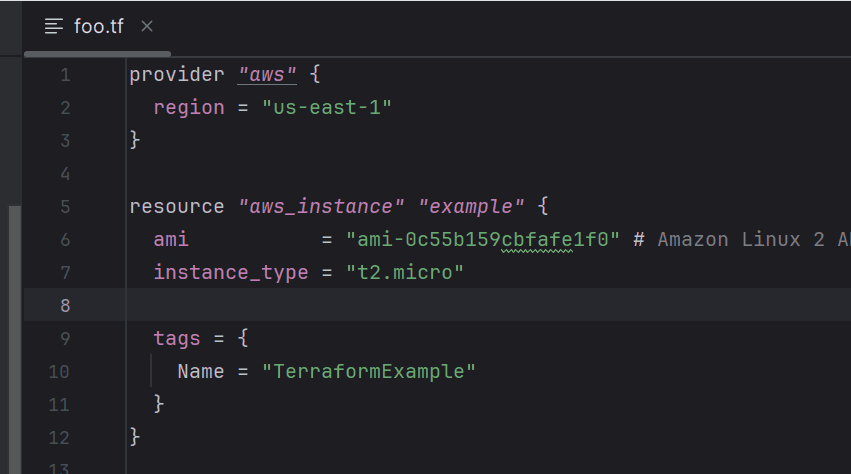 foo.tf
1 provider "aws" {
2   region = "us-east-1"
3 }
4
5 resource "aws_instance" "example" {
6   ami           = "ami-0c55b159cbfafe1f0" # Amazon Linux 2
7   instance_type = "t2.micro"
8
9   tags = {
10     Name = "TerraformExample"
11   }
12 }
13